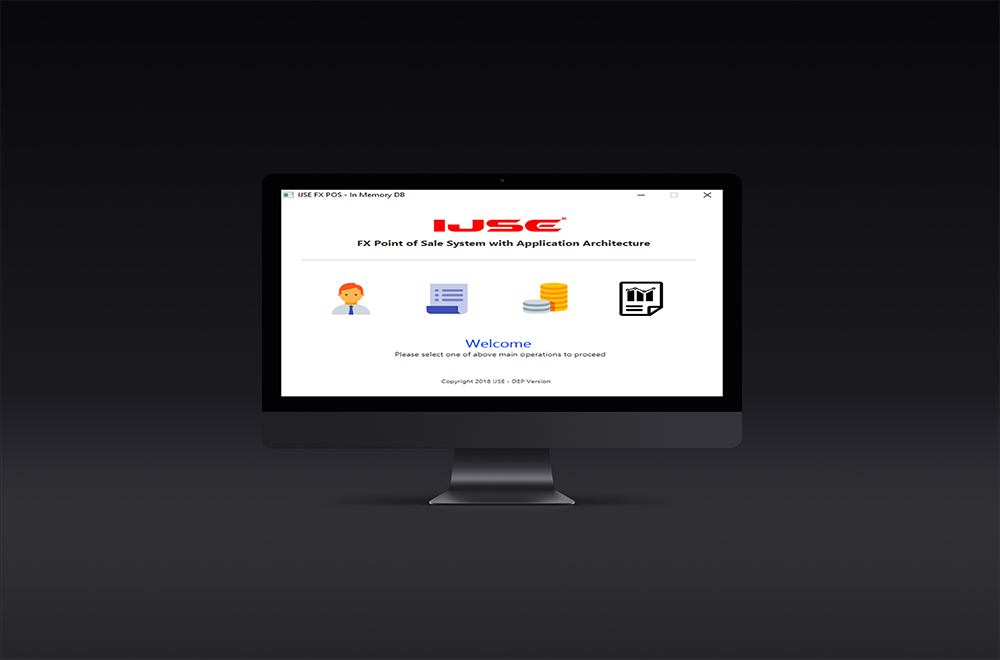 IJSE FX POS - In Memory DB
IJSE®
FX Point of Sale System with Application Architecture
Welcome
Please select one of above main operations to proceed
Copyright 2018 IJSE - DEP Version